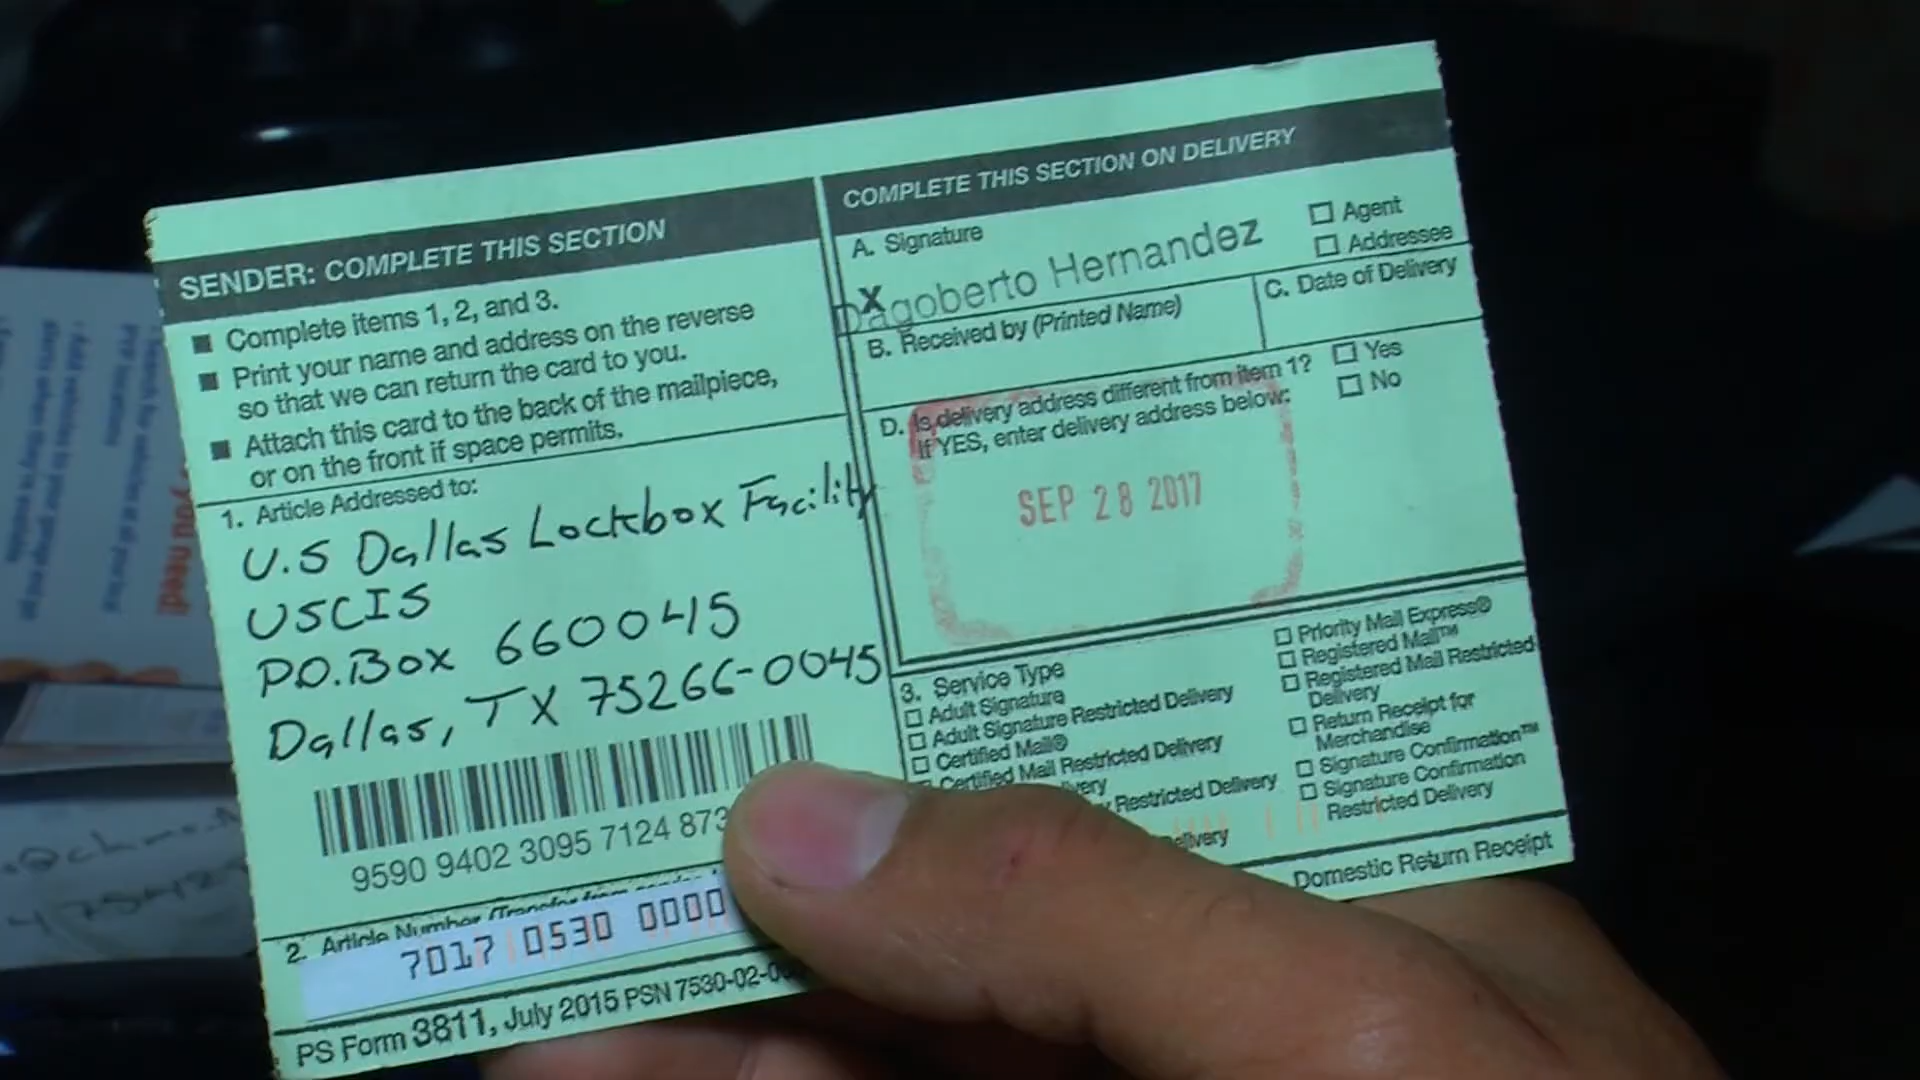 SENDER: COMPLETE THIS SECTION
■ Complete items 1, 2, and 3.
■ Print your name and address on the reverse
so that we can return the card to you.
■ Attach this card to the back of the mailpiece,
or on the front if space permits.
1. Article Addressed to:
U.S Dallas Lockbox Facility
USCIS
P.O.Box 660045
Dallas, TX 75266-0045
9590 9402 3095 7124 873
2. Article Number (Transfer from service
7017 0530 0000
PS Form 3811, July 2015 PSN 7530-02-0
COMPLETE THIS SECTION ON DELIVERY
A. Signature
X
Dagoberto Hernandez
☐ Agent
☐ Addressee
B. Received by (Printed Name)
C. Date of Delivery
D. Is delivery address different from item 1? ☐ Yes
If YES, enter delivery address below: ☐ No
SEP 28 2017
3. Service Type
☐ Adult Signature
☐ Adult Signature Restricted Delivery
☐ Certified Mail®
☐ Certified Mail Restricted Delivery
Restricted Delivery
☐ Priority Mail Express®
☐ Registered Mail™
☐ Registered Mail Restricted
Delivery
☐ Return Receipt for
Merchandise
☐ Signature Confirmation™
☐ Signature Confirmation
Restricted Delivery
Domestic Return Receipt
you need!